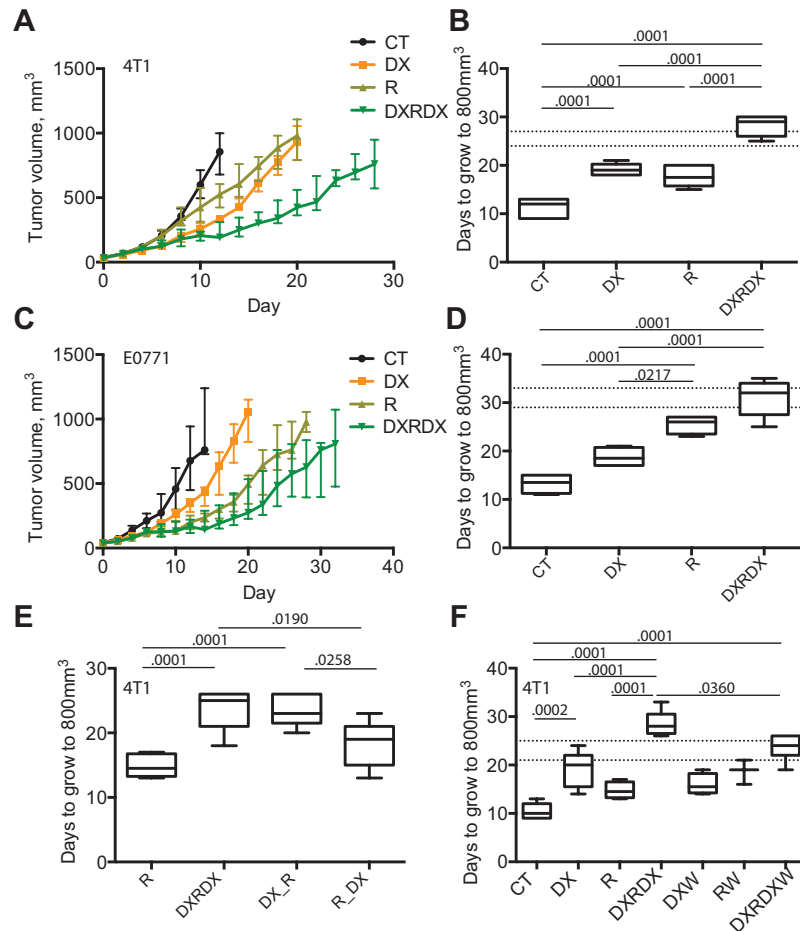 A
4T1
CT
DX
R
DXRDX
Tumor volume, mm³
1500
1000
500
0
0
10
20
30
Day
B
.0001
.0001
.0001
.0001
.0001
Days to grow to 800mm³
40
30
20
10
0
CT
DX
R
DXRDX
C
E0771
CT
DX
R
DXRDX
Tumor volume, mm³
1500
1000
500
0
0
10
20
30
40
Day
D
.0001
.0001
.0001
.0217
Days to grow to 800mm³
40
30
20
10
0
CT
DX
R
DXRDX
E
.0190
.0001
.0001
.0258
4T1
Days to grow to 800mm³
30
20
10
0
R
DXRDX
DX_R
R_DX
F
.0001
.0001
.0001
.0002
.0001
.0360
4T1
Days to grow to 800mm³
40
30
20
10
0
CT
DX
R
DXRDX
DXW
RW
DXRDXW